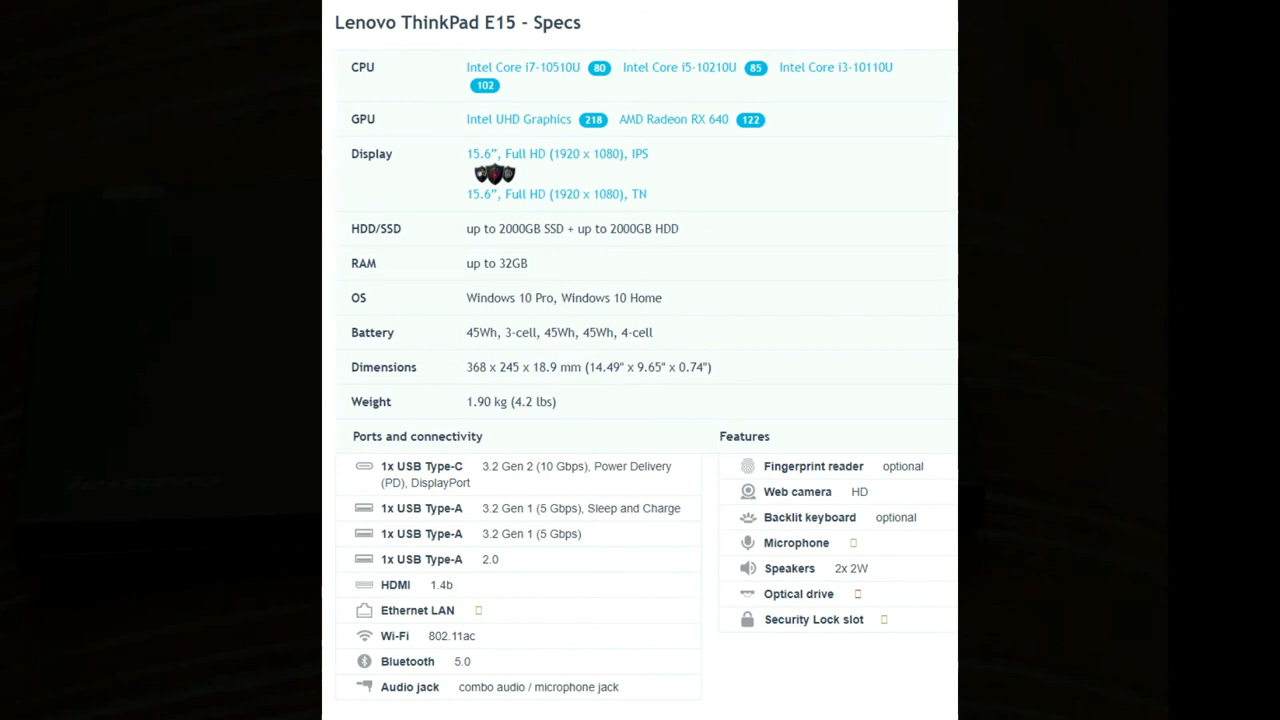 Lenovo ThinkPad E15 - Specs
CPU Intel Core i7-10510U 80 Intel Core i5-10210U 85 Intel Core i3-10110U
102
GPU Intel UHD Graphics 218 AMD Radeon RX 640 122
Display 15.6”, Full HD (1920 x 1080), IPS
15.6”, Full HD (1920 x 1080), TN
HDD/SSD up to 2000GB SSD + up to 2000GB HDD
RAM up to 32GB
OS Windows 10 Pro, Windows 10 Home
Battery 45Wh, 3-cell, 45Wh, 45Wh, 4-cell
Dimensions 368 x 245 x 18.9 mm (14.49" x 9.65" x 0.74")
Weight 1.90 kg (4.2 lbs)
Ports and connectivity
1x USB Type-C 3.2 Gen 2 (10 Gbps), Power Delivery
(PD), DisplayPort
1x USB Type-A 3.2 Gen 1 (5 Gbps), Sleep and Charge
1x USB Type-A 3.2 Gen 1 (5 Gbps)
1x USB Type-A 2.0
HDMI 1.4b
Ethernet LAN
Wi-Fi 802.11ac
Bluetooth 5.0
Audio jack combo audio / microphone jack
Features
Fingerprint reader optional
Web camera HD
Backlit keyboard optional
Microphone
Speakers 2x 2W
Optical drive
Security Lock slot